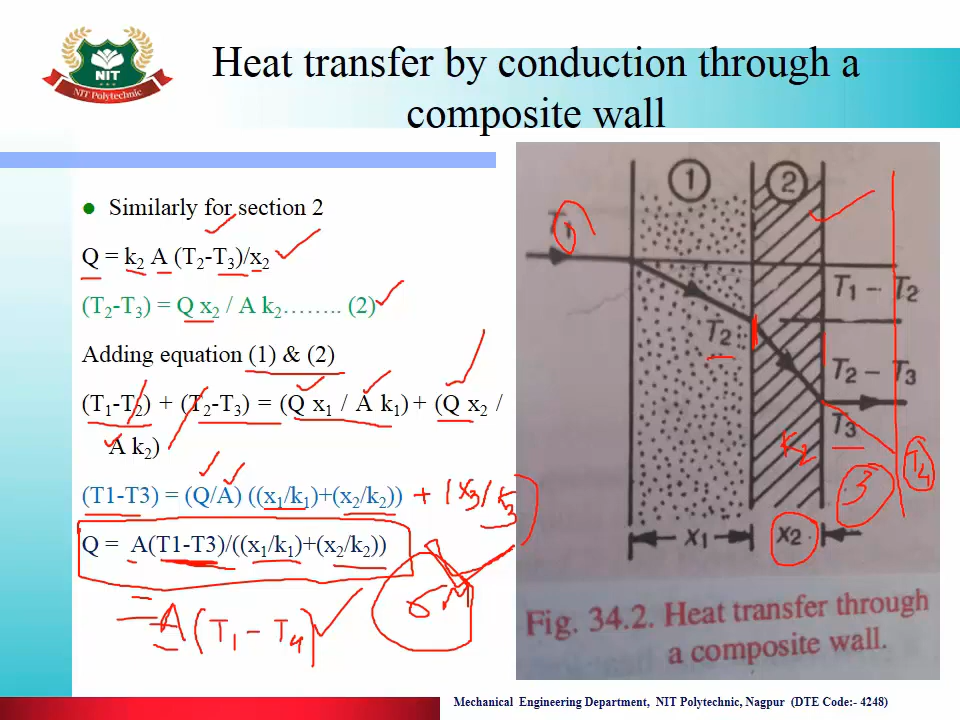 NIT
NIT Polytechnic
Heat transfer by conduction through a
composite wall
Similarly for section 2
Q = k₂ A (T₂-T₃)/x₂
(T₂-T₃) = Q x₂ / A k₂…….. (2)
Adding equation (1) & (2)
(T₁-T₂) + (T₂-T₃) = (Q x₁ / A k₁) + (Q x₂ /
A k₂)
(T1-T3) = (Q/A) ((x₁/k₁)+(x₂/k₂)) + (x₃/k₃)
Q = A(T1-T3)/((x₁/k₁)+(x₂/k₂))
= A (T₁ - T₄)
1
2
T₁
T₁ - T₂
T₂
T₂ - T₃
T₃
K₂
3
T₄
x₁
x₂
Fig. 34.2. Heat transfer through
a composite wall.
Mechanical Engineering Department, NIT Polytechnic, Nagpur (DTE Code:- 4248)